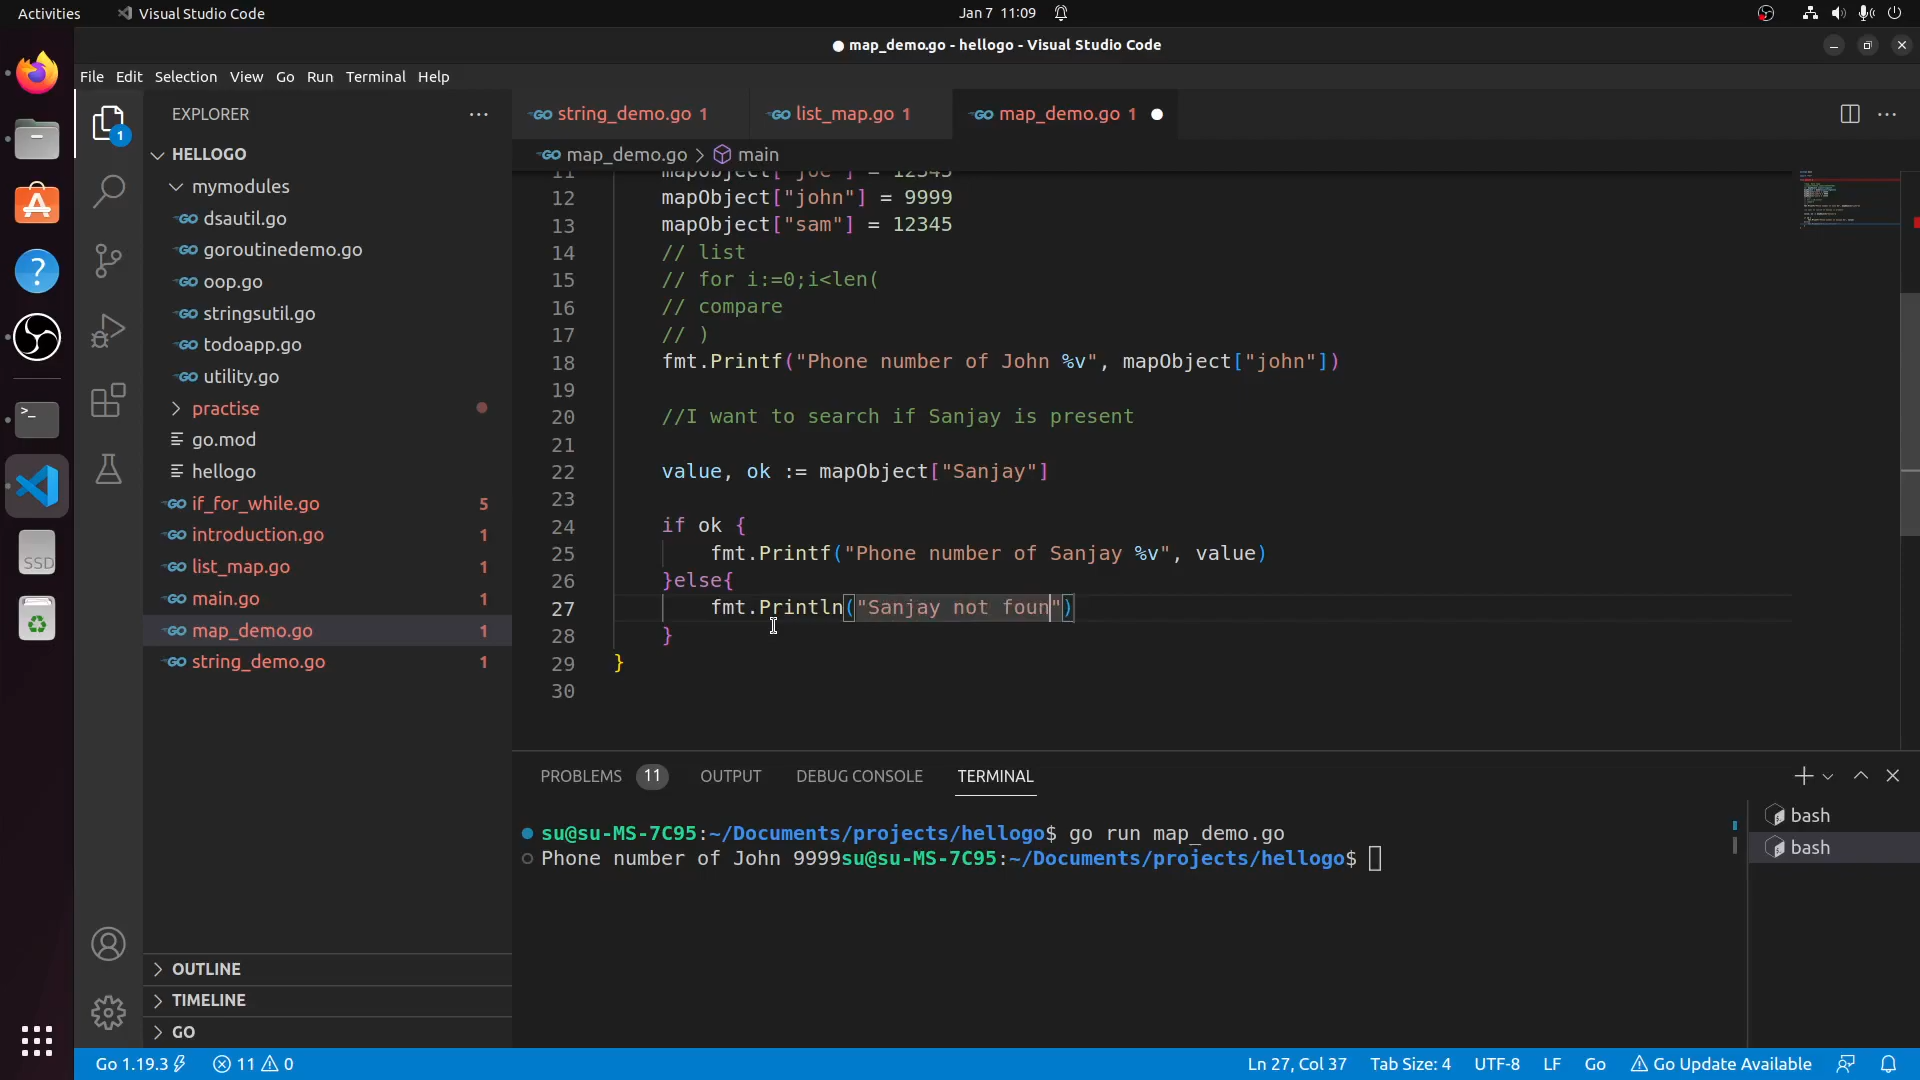 Activities
Visual Studio Code
Jan 7 11:09
map_demo.go - hellogo - Visual Studio Code
File Edit Selection View Go Run Terminal Help
EXPLORER
string_demo.go 1
list_map.go 1
map_demo.go 1
HELLOGO
map_demo.go > main
mymodules
dsautil.go
goroutinedemo.go
oop.go
stringsutil.go
todoapp.go
utility.go
practise
go.mod
hellogo
if_for_while.go 5
introduction.go 1
list_map.go 1
main.go 1
map_demo.go 1
string_demo.go 1
OUTLINE
TIMELINE
GO
11 mapObject["joe"] = 12345
12 mapObject["john"] = 9999
13 mapObject["sam"] = 12345
14 // list
15 // for i:=0;i<len(
16 // compare
17 // )
18 fmt.Printf("Phone number of John %v", mapObject["john"])
19
20 //I want to search if Sanjay is present
21
22 value, ok := mapObject["Sanjay"]
23
24 if ok {
25 fmt.Printf("Phone number of Sanjay %v", value)
26 }else{
27 fmt.Println("Sanjay not foun")
28 }
29 }
30
PROBLEMS 11 OUTPUT DEBUG CONSOLE TERMINAL
su@su-MS-7C95:~/Documents/projects/hellogo$ go run map_demo.go
Phone number of John 9999su@su-MS-7C95:~/Documents/projects/hellogo$
bash
bash
1
>_
SSD
Go 1.19.3
11 0
Ln 27, Col 37 Tab Size: 4 UTF-8 LF Go Go Update Available